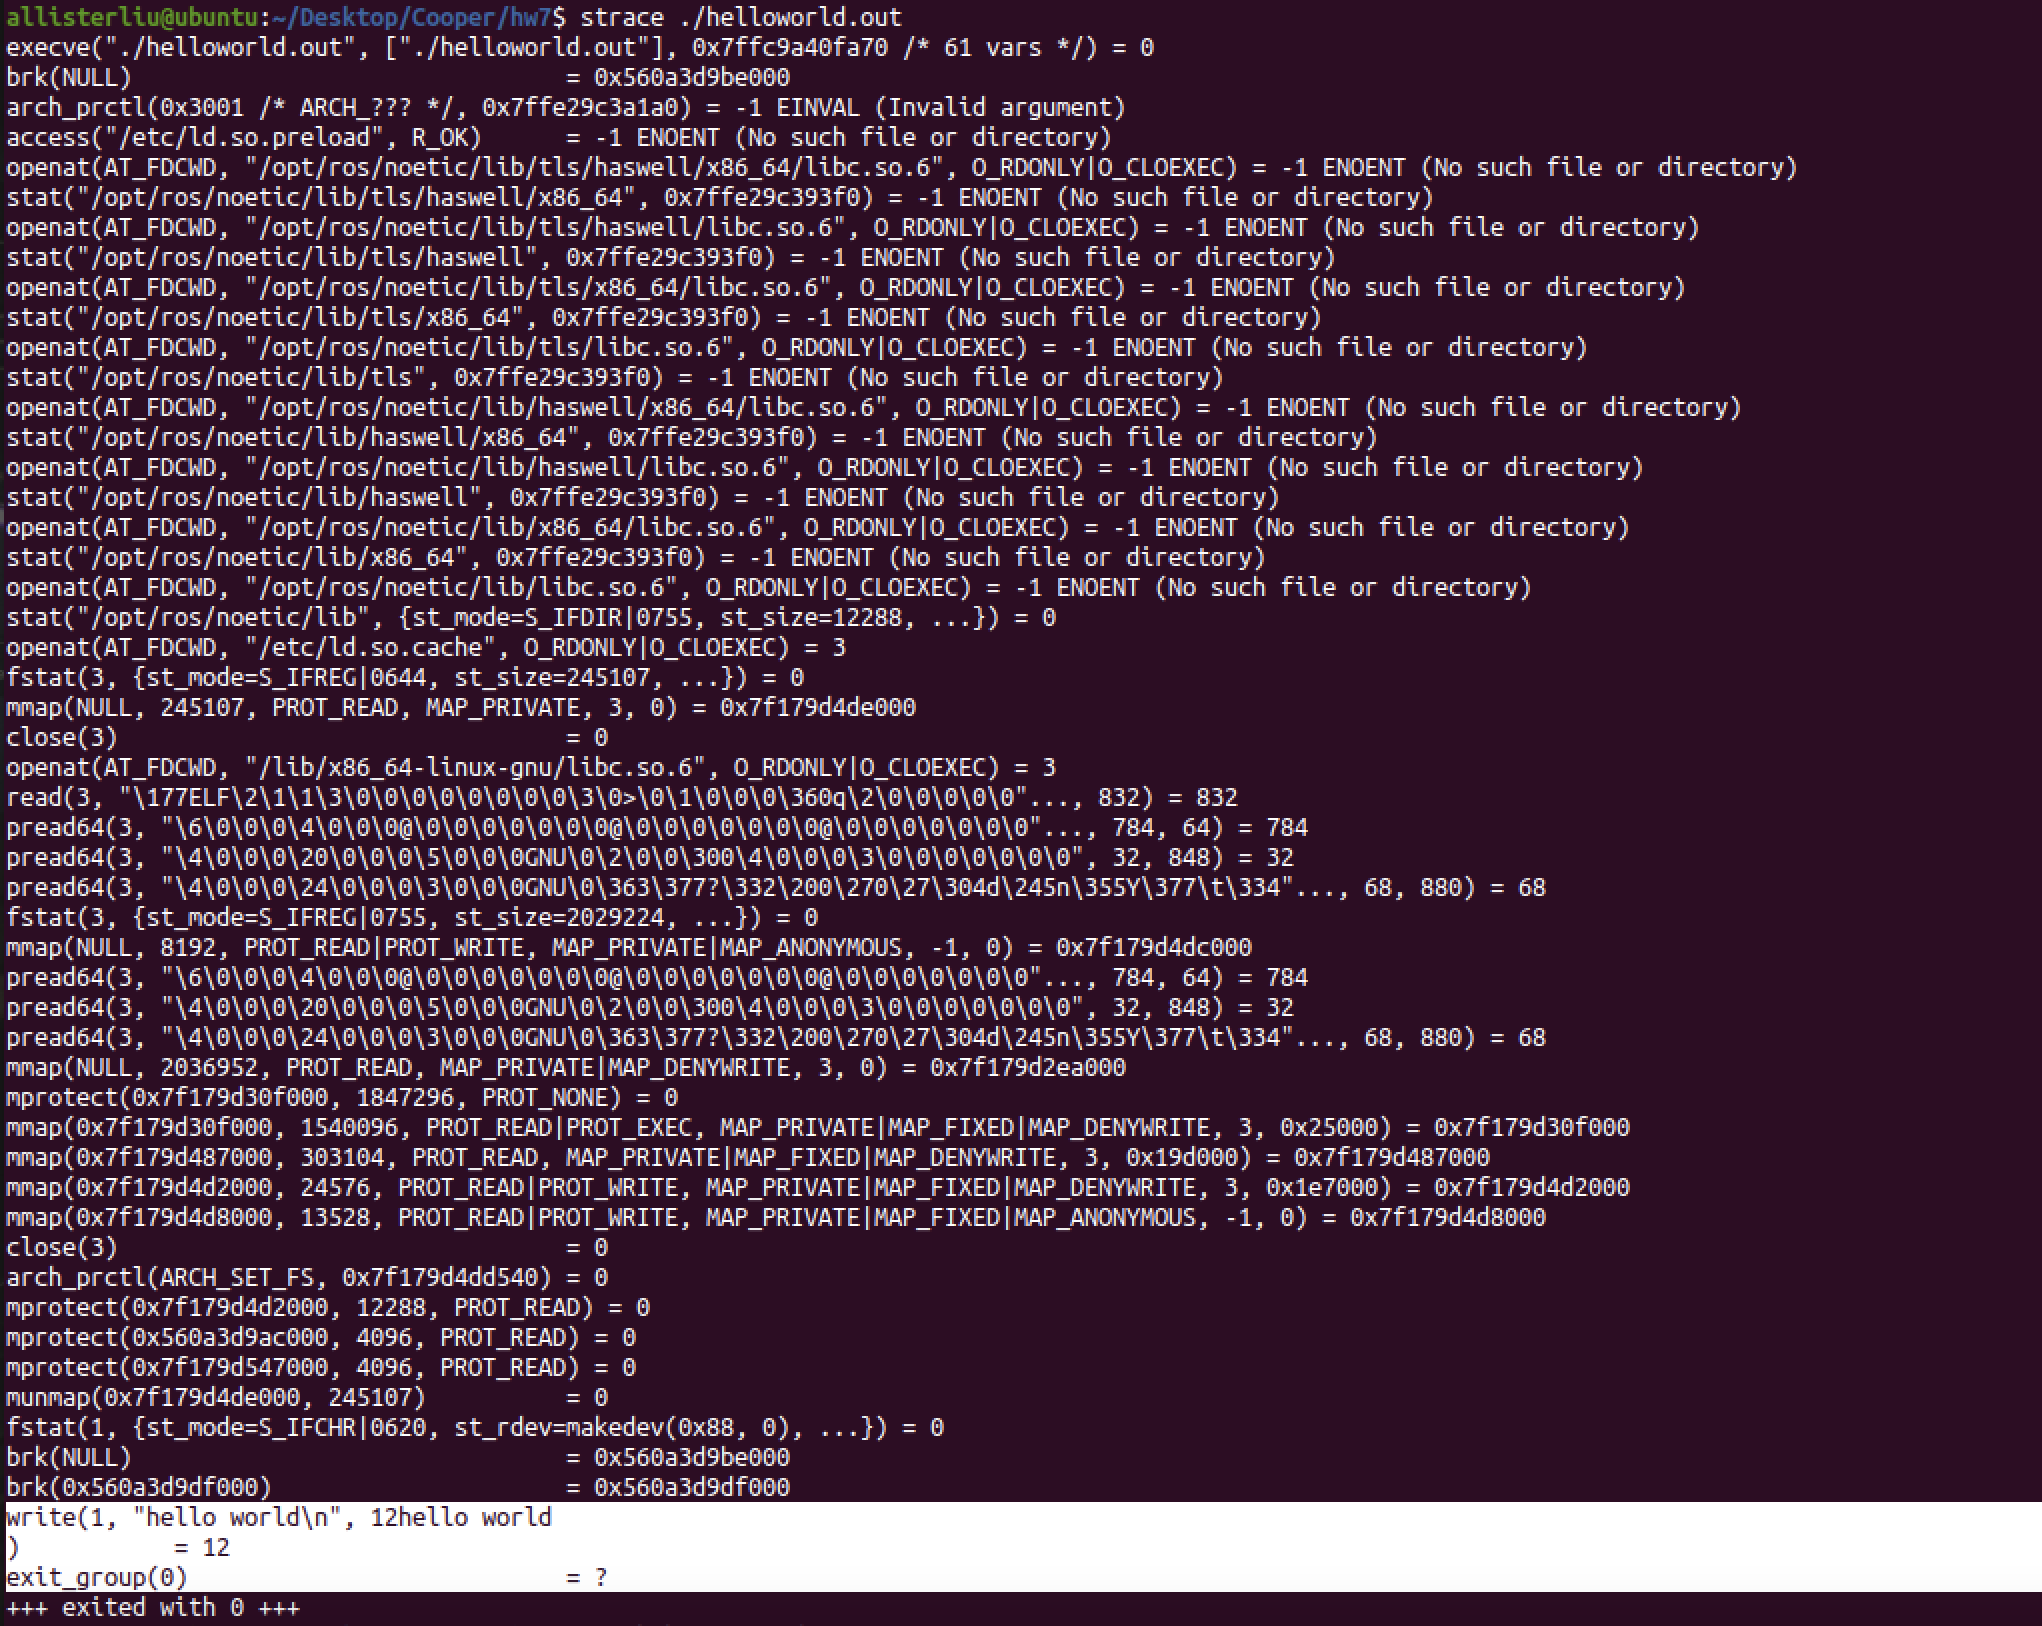 allisterliu@ubuntu:~/Desktop/Cooper/hw7$ strace ./helloworld.out
execve("./helloworld.out", ["./helloworld.out"], 0x7ffc9a40fa70 /* 61 vars */) = 0
brk(NULL)                               = 0x560a3d9be000
arch_prctl(0x3001 /* ARCH_??? */, 0x7ffe29c3a1a0) = -1 EINVAL (Invalid argument)
access("/etc/ld.so.preload", R_OK)      = -1 ENOENT (No such file or directory)
openat(AT_FDCWD, "/opt/ros/noetic/lib/tls/haswell/x86_64/libc.so.6", O_RDONLY|O_CLOEXEC) = -1 ENOENT (No such file or directory)
stat("/opt/ros/noetic/lib/tls/haswell/x86_64", 0x7ffe29c393f0) = -1 ENOENT (No such file or directory)
openat(AT_FDCWD, "/opt/ros/noetic/lib/tls/haswell/libc.so.6", O_RDONLY|O_CLOEXEC) = -1 ENOENT (No such file or directory)
stat("/opt/ros/noetic/lib/tls/haswell", 0x7ffe29c393f0) = -1 ENOENT (No such file or directory)
openat(AT_FDCWD, "/opt/ros/noetic/lib/tls/x86_64/libc.so.6", O_RDONLY|O_CLOEXEC) = -1 ENOENT (No such file or directory)
stat("/opt/ros/noetic/lib/tls/x86_64", 0x7ffe29c393f0) = -1 ENOENT (No such file or directory)
openat(AT_FDCWD, "/opt/ros/noetic/lib/tls/libc.so.6", O_RDONLY|O_CLOEXEC) = -1 ENOENT (No such file or directory)
stat("/opt/ros/noetic/lib/tls", 0x7ffe29c393f0) = -1 ENOENT (No such file or directory)
openat(AT_FDCWD, "/opt/ros/noetic/lib/haswell/x86_64/libc.so.6", O_RDONLY|O_CLOEXEC) = -1 ENOENT (No such file or directory)
stat("/opt/ros/noetic/lib/haswell/x86_64", 0x7ffe29c393f0) = -1 ENOENT (No such file or directory)
openat(AT_FDCWD, "/opt/ros/noetic/lib/haswell/libc.so.6", O_RDONLY|O_CLOEXEC) = -1 ENOENT (No such file or directory)
stat("/opt/ros/noetic/lib/haswell", 0x7ffe29c393f0) = -1 ENOENT (No such file or directory)
openat(AT_FDCWD, "/opt/ros/noetic/lib/x86_64/libc.so.6", O_RDONLY|O_CLOEXEC) = -1 ENOENT (No such file or directory)
stat("/opt/ros/noetic/lib/x86_64", 0x7ffe29c393f0) = -1 ENOENT (No such file or directory)
openat(AT_FDCWD, "/opt/ros/noetic/lib/libc.so.6", O_RDONLY|O_CLOEXEC) = -1 ENOENT (No such file or directory)
stat("/opt/ros/noetic/lib", {st_mode=S_IFDIR|0755, st_size=12288, ...}) = 0
openat(AT_FDCWD, "/etc/ld.so.cache", O_RDONLY|O_CLOEXEC) = 3
fstat(3, {st_mode=S_IFREG|0644, st_size=245107, ...}) = 0
mmap(NULL, 245107, PROT_READ, MAP_PRIVATE, 3, 0) = 0x7f179d4de000
close(3)                                = 0
openat(AT_FDCWD, "/lib/x86_64-linux-gnu/libc.so.6", O_RDONLY|O_CLOEXEC) = 3
read(3, "\177ELF\2\1\1\3\0\0\0\0\0\0\0\0\3\0>\0\1\0\0\0\360q\2\0\0\0\0\0"..., 832) = 832
pread64(3, "\6\0\0\0\4\0\0\0@\0\0\0\0\0\0\0@\0\0\0\0\0\0\0@\0\0\0\0\0\0\0"..., 784, 64) = 784
pread64(3, "\4\0\0\0\20\0\0\0\5\0\0\0GNU\0\2\0\0\300\4\0\0\0\3\0\0\0\0\0\0\0", 32, 848) = 32
pread64(3, "\4\0\0\0\24\0\0\0\3\0\0\0GNU\0\363\377?\332\200\270\27\304d\245n\355Y\377\t\334"..., 68, 880) = 68
fstat(3, {st_mode=S_IFREG|0755, st_size=2029224, ...}) = 0
mmap(NULL, 8192, PROT_READ|PROT_WRITE, MAP_PRIVATE|MAP_ANONYMOUS, -1, 0) = 0x7f179d4dc000
pread64(3, "\6\0\0\0\4\0\0\0@\0\0\0\0\0\0\0@\0\0\0\0\0\0\0@\0\0\0\0\0\0\0"..., 784, 64) = 784
pread64(3, "\4\0\0\0\20\0\0\0\5\0\0\0GNU\0\2\0\0\300\4\0\0\0\3\0\0\0\0\0\0\0", 32, 848) = 32
pread64(3, "\4\0\0\0\24\0\0\0\3\0\0\0GNU\0\363\377?\332\200\270\27\304d\245n\355Y\377\t\334"..., 68, 880) = 68
mmap(NULL, 2036952, PROT_READ, MAP_PRIVATE|MAP_DENYWRITE, 3, 0) = 0x7f179d2ea000
mprotect(0x7f179d30f000, 1847296, PROT_NONE) = 0
mmap(0x7f179d30f000, 1540096, PROT_READ|PROT_EXEC, MAP_PRIVATE|MAP_FIXED|MAP_DENYWRITE, 3, 0x25000) = 0x7f179d30f000
mmap(0x7f179d487000, 303104, PROT_READ, MAP_PRIVATE|MAP_FIXED|MAP_DENYWRITE, 3, 0x19d000) = 0x7f179d487000
mmap(0x7f179d4d2000, 24576, PROT_READ|PROT_WRITE, MAP_PRIVATE|MAP_FIXED|MAP_DENYWRITE, 3, 0x1e7000) = 0x7f179d4d2000
mmap(0x7f179d4d8000, 13528, PROT_READ|PROT_WRITE, MAP_PRIVATE|MAP_FIXED|MAP_ANONYMOUS, -1, 0) = 0x7f179d4d8000
close(3)                                = 0
arch_prctl(ARCH_SET_FS, 0x7f179d4dd540) = 0
mprotect(0x7f179d4d2000, 12288, PROT_READ) = 0
mprotect(0x560a3d9ac000, 4096, PROT_READ) = 0
mprotect(0x7f179d547000, 4096, PROT_READ) = 0
munmap(0x7f179d4de000, 245107)          = 0
fstat(1, {st_mode=S_IFCHR|0620, st_rdev=makedev(0x88, 0), ...}) = 0
brk(NULL)                               = 0x560a3d9be000
brk(0x560a3d9df000)                     = 0x560a3d9df000
write(1, "hello world\n", 12hello world
)           = 12
exit_group(0)                           = ?
+++ exited with 0 +++